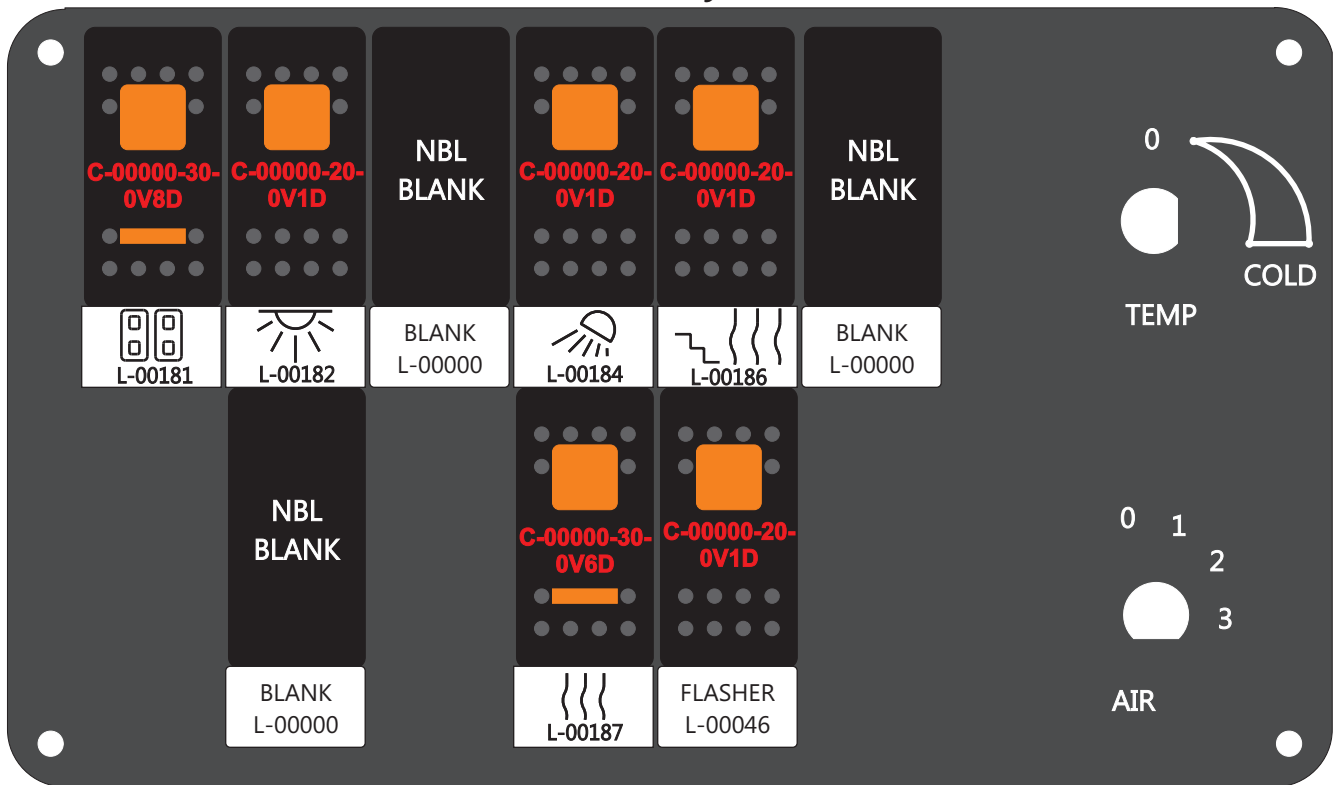 C-00000-30-
0V8D
C-00000-20-
0V1D
NBL
BLANK
C-00000-20-
0V1D
C-00000-20-
0V1D
NBL
BLANK
L-00181
L-00182
BLANK
L-00000
L-00184
L-00186
BLANK
L-00000
0
COLD
TEMP
NBL
BLANK
C-00000-30-
0V6D
C-00000-20-
0V1D
BLANK
L-00000
L-00187
FLASHER
L-00046
0
1
2
3
AIR